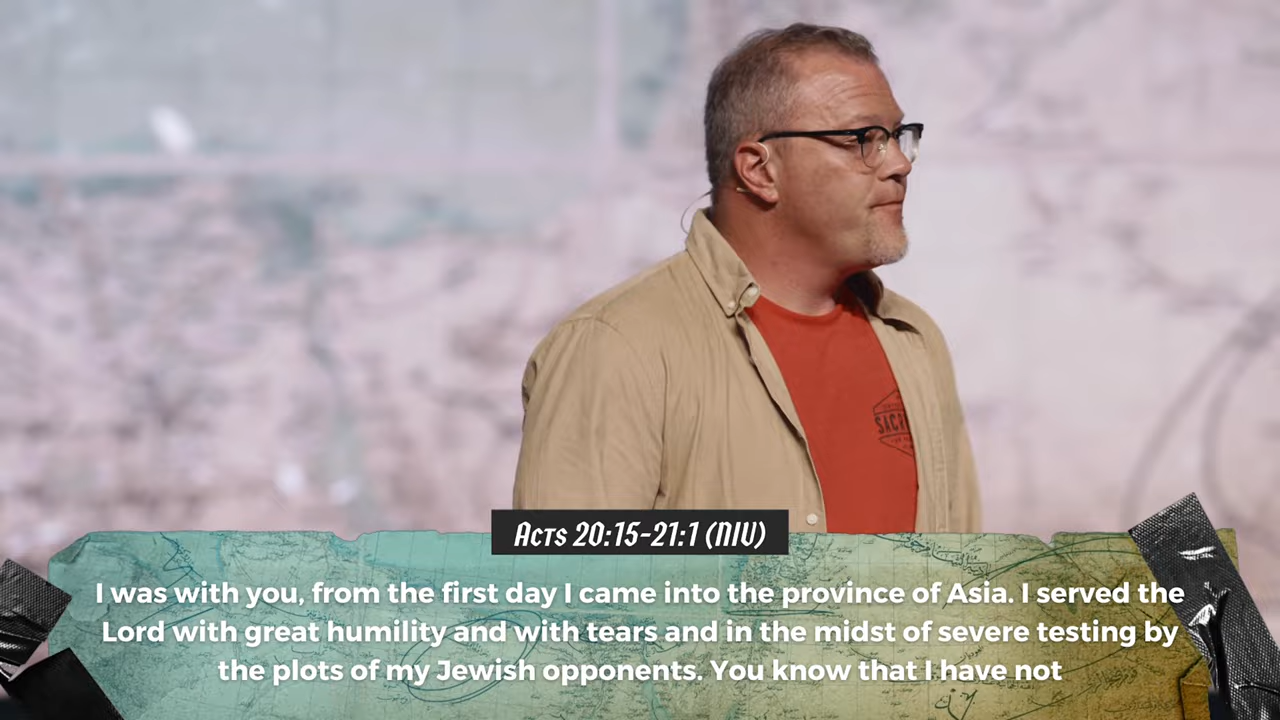 SACR
Acts 20:15-21:1 (NIV)
I was with you, from the first day I came into the province of Asia. I served the
Lord with great humility and with tears and in the midst of severe testing by
the plots of my Jewish opponents. You know that I have not